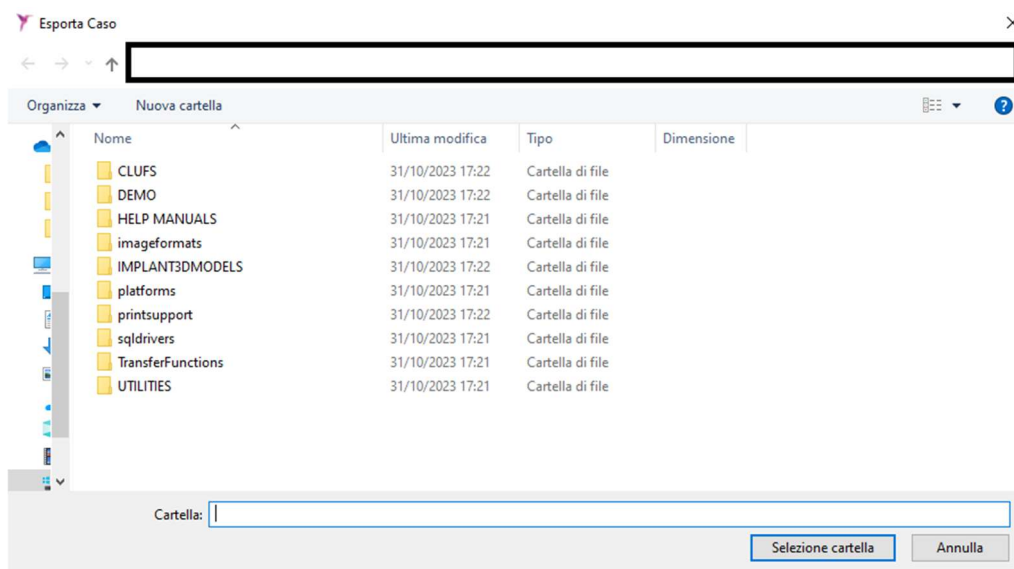 Esporta Caso
Organizza Nuova cartella
Nome Ultima modifica Tipo Dimensione
CLUFS 31/10/2023 17:22 Cartella di file
DEMO 31/10/2023 17:22 Cartella di file
HELP MANUALS 31/10/2023 17:21 Cartella di file
imageformats 31/10/2023 17:21 Cartella di file
IMPLANT3DMODELS 31/10/2023 17:22 Cartella di file
platforms 31/10/2023 17:21 Cartella di file
printsupport 31/10/2023 17:22 Cartella di file
sqldrivers 31/10/2023 17:21 Cartella di file
TransferFunctions 31/10/2023 17:21 Cartella di file
UTILITIES 31/10/2023 17:21 Cartella di file
Cartella:
Selezione cartella Annulla